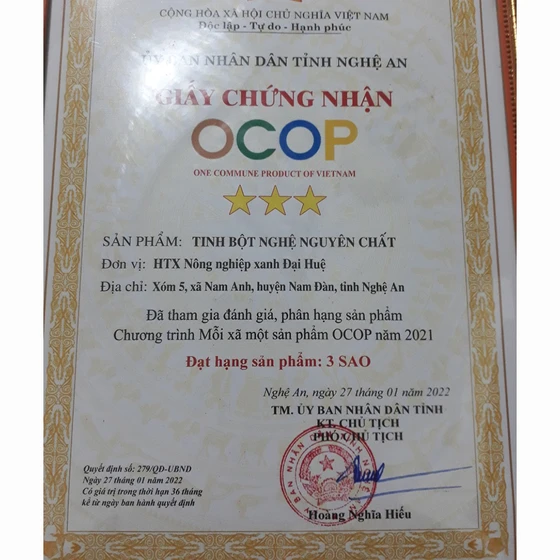 CỘNG HÒA XÃ HỘI CHỦ NGHĨA VIỆT NAM
Độc lập - Tự do - Hạnh phúc
ỦY BAN NHÂN DÂN TỈNH NGHỆ AN
GIẤY CHỨNG NHẬN
OCOP
ONE COMMUNE PRODUCT OF VIETNAM
SẢN PHẨM: TINH BỘT NGHỆ NGUYÊN CHẤT
Đơn vị: HTX Nông nghiệp xanh Đại Huệ
Địa chỉ: Xóm 5, xã Nam Anh, huyện Nam Đàn, tỉnh Nghệ An
Đã tham gia đánh giá, phân hạng sản phẩm
Chương trình Mỗi xã một sản phẩm OCOP năm 2021
Đạt hạng sản phẩm: 3 SAO
Nghệ An, ngày 27 tháng 01 năm 2022
TM. ỦY BAN NHÂN DÂN TỈNH
KT. CHỦ TỊCH
PHÓ CHỦ TỊCH
Quyết định số: 279/QĐ-UBND
Ngày 27 tháng 01 năm 2022
Có giá trị trong thời hạn 36 tháng
kể từ ngày ban hành quyết định
Hoàng Nghĩa Hiếu